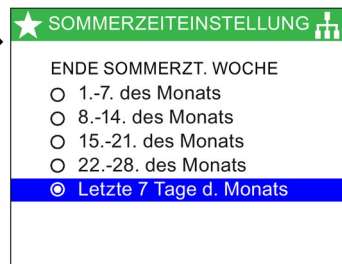 SOMMERZEITEINSTELLUNG
ENDE SOMMERZT. WOCHE
1.-7. des Monats
8.-14. des Monats
15.-21. des Monats
22.-28. des Monats
Letzte 7 Tage d. Monats